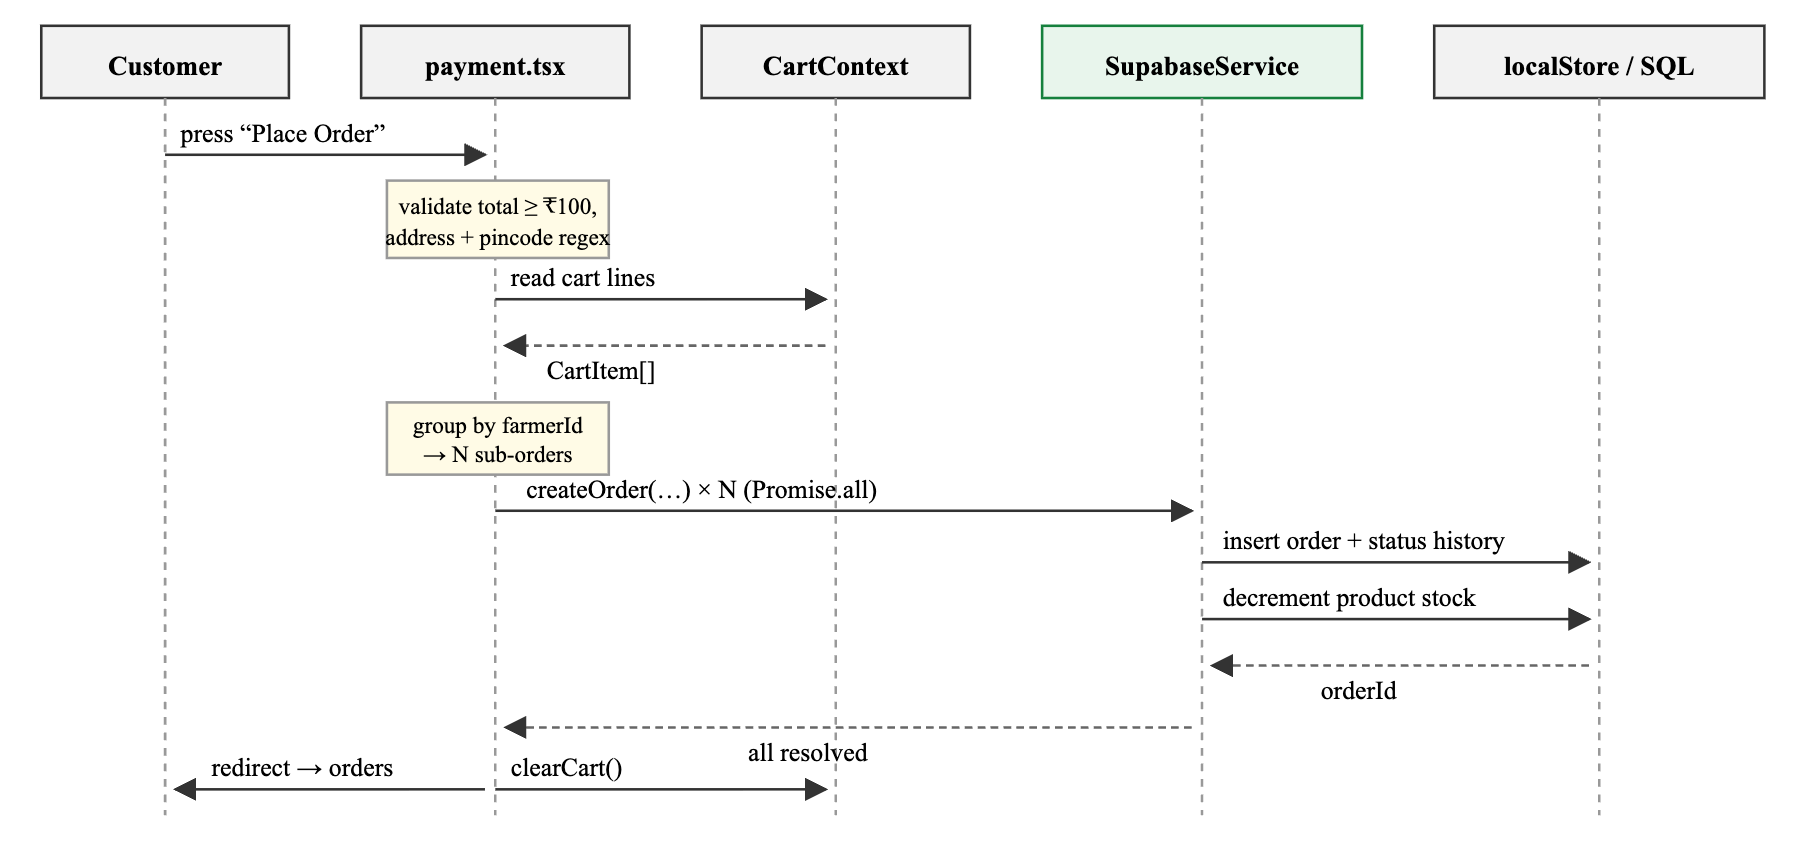 Customer
payment.tsx
CartContext
SupabaseService
localStore / SQL
press “Place Order”
validate total ≥ ₹100,
address + pincode regex
read cart lines
CartItem[]
group by farmerId
→ N sub-orders
createOrder(…) × N (Promise.all)
insert order + status history
decrement product stock
orderId
all resolved
redirect → orders
clearCart()